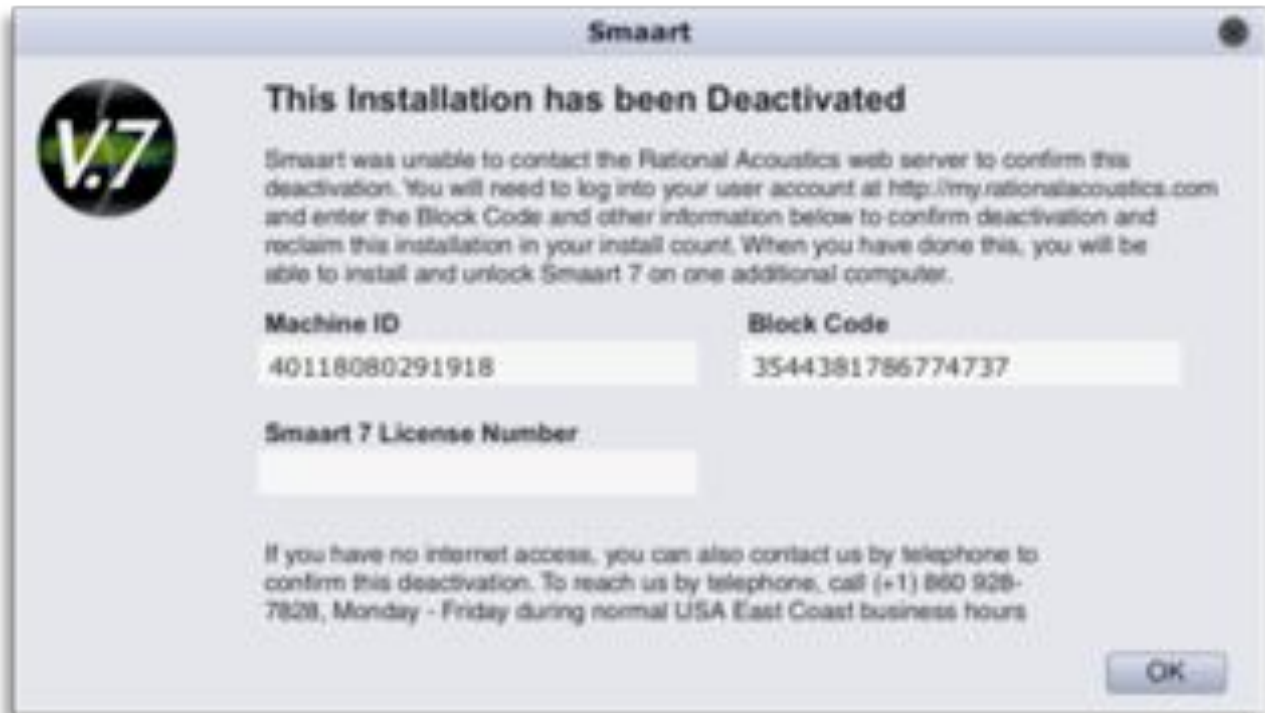 Smaart
V.7
This Installation has been Deactivated
Smaart was unable to contact the Rational Acoustics web server to confirm this
deactivation. You will need to log into your user account at http://my.rationalacoustics.com
and enter the Block Code and other information below to confirm deactivation and
reclaim this installation in your install count. When you have done this, you will be
able to install and unlock Smaart 7 on one additional computer.
Machine ID
Block Code
40118080291918
3544381786774737
Smaart 7 License Number
If you have no internet access, you can also contact us by telephone to
confirm this deactivation. To reach us by telephone, call (+1) 860 928-
7828, Monday - Friday during normal USA East Coast business hours
OK